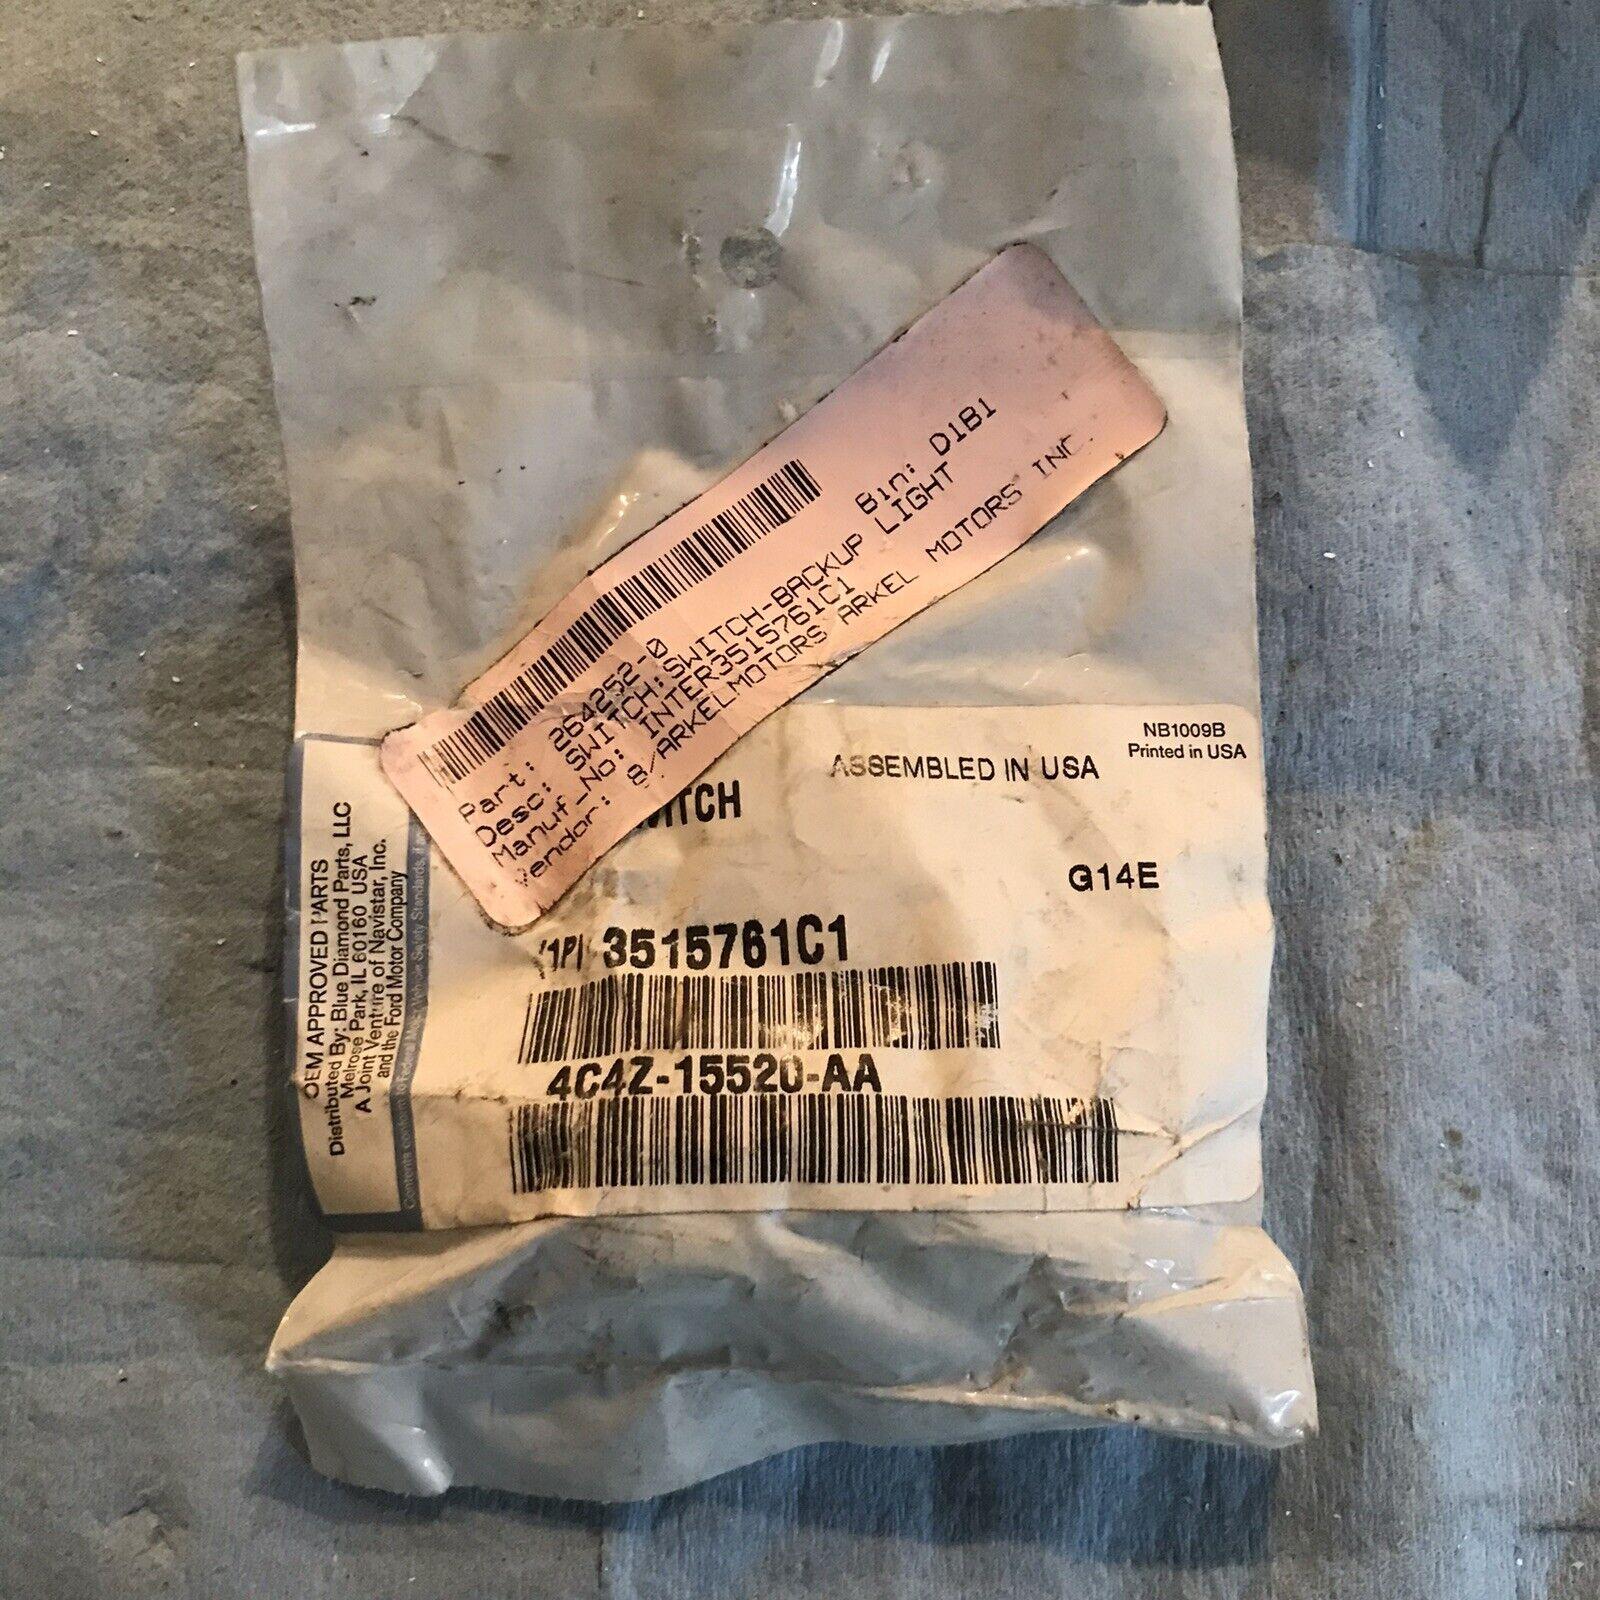 Bin: D1B1
Part: 264252-0
Desc: SWITCH:SWITCH-BACKUP LIGHT
Manuf_No: INTER3515761C1
Vendor: 8/ARKELMOTORS ARKEL MOTORS INC.
NB1009B
Printed in USA
ASSEMBLED IN USA
G14E
3515761C1
4C4Z-15520-AA
OEM APPROVED PARTS
Distributed By: Blue Diamond Parts, LLC
Melrose Park, IL 60160 USA
A Joint Venture of Navistar, Inc.
and the Ford Motor Company